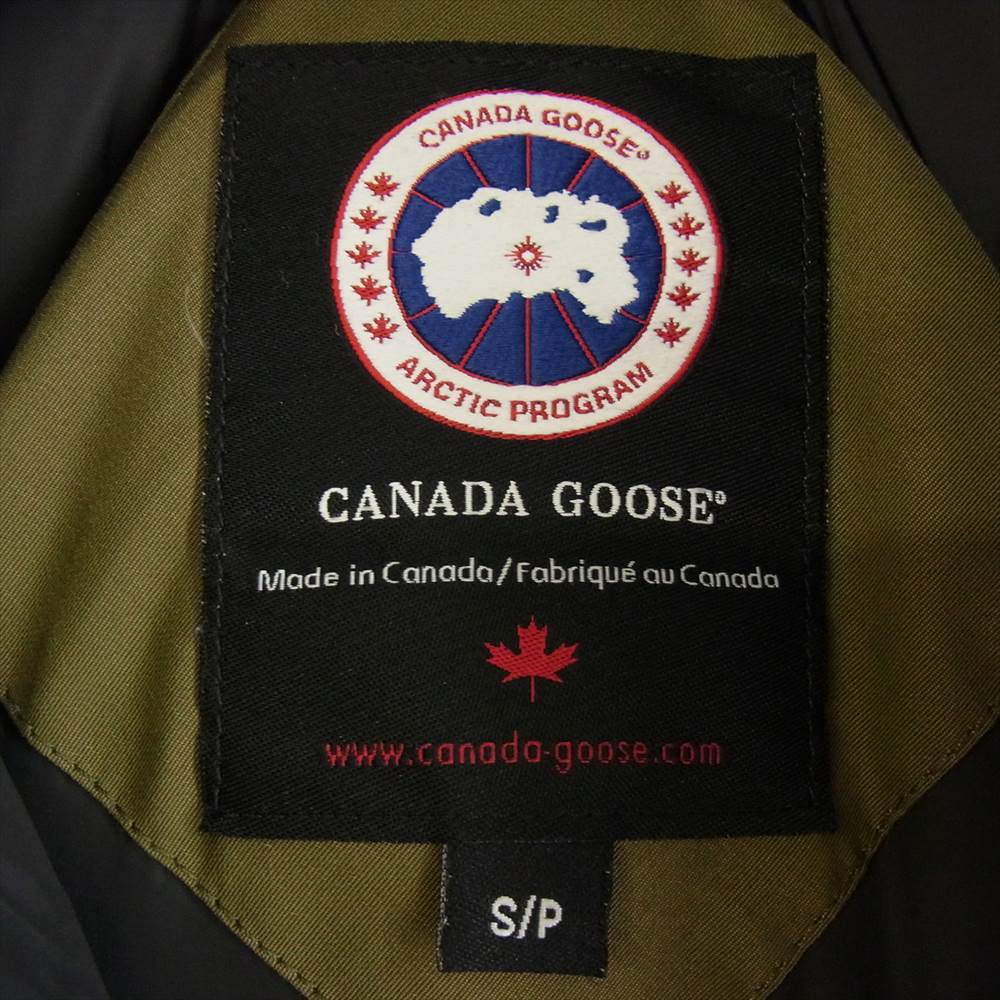 CANADA GOOSE®
ARCTIC PROGRAM
CANADA GOOSE®
Made in Canada/Fabriqué au Canada
www.canada-goose.com
S/P